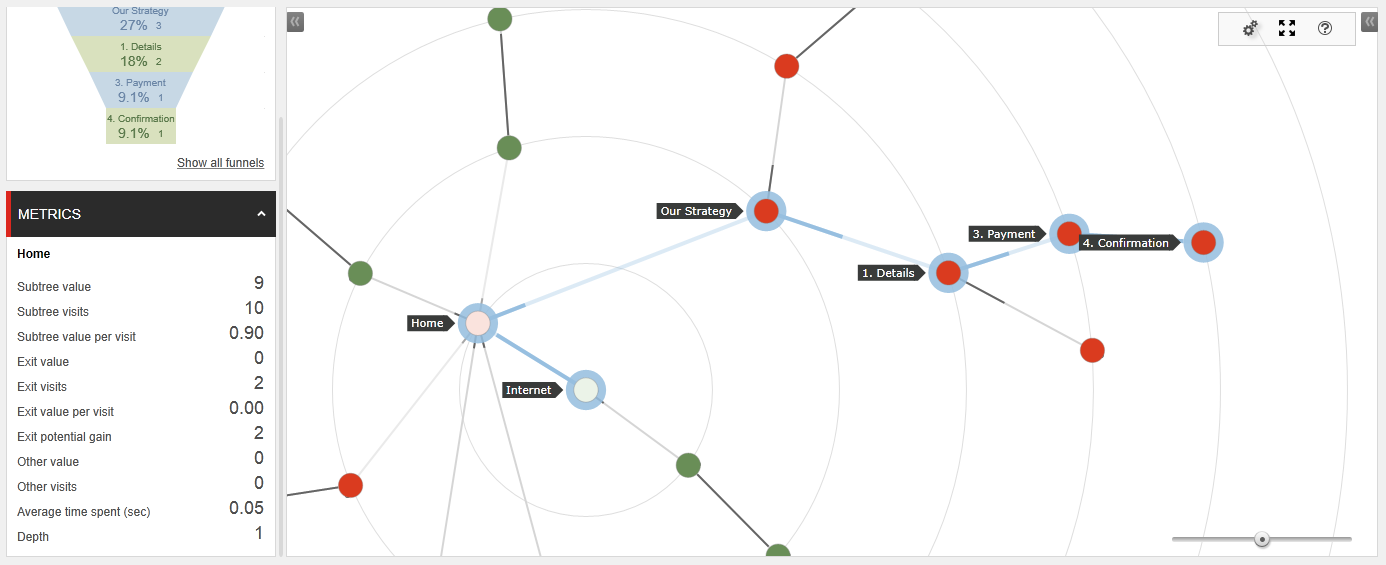 Our Strategy
27% 3
1. Details
18% 2
3. Payment
9.1% 1
4. Confirmation
9.1% 1
Show all funnels
METRICS
Home
Subtree value 9
Subtree visits 10
Subtree value per visit 0.90
Exit value 0
Exit visits 2
Exit value per visit 0.00
Exit potential gain 2
Other value 0
Other visits 0
Average time spent (sec) 0.05
Depth 1
Our Strategy
3. Payment
4. Confirmation
1. Details
Home
Internet